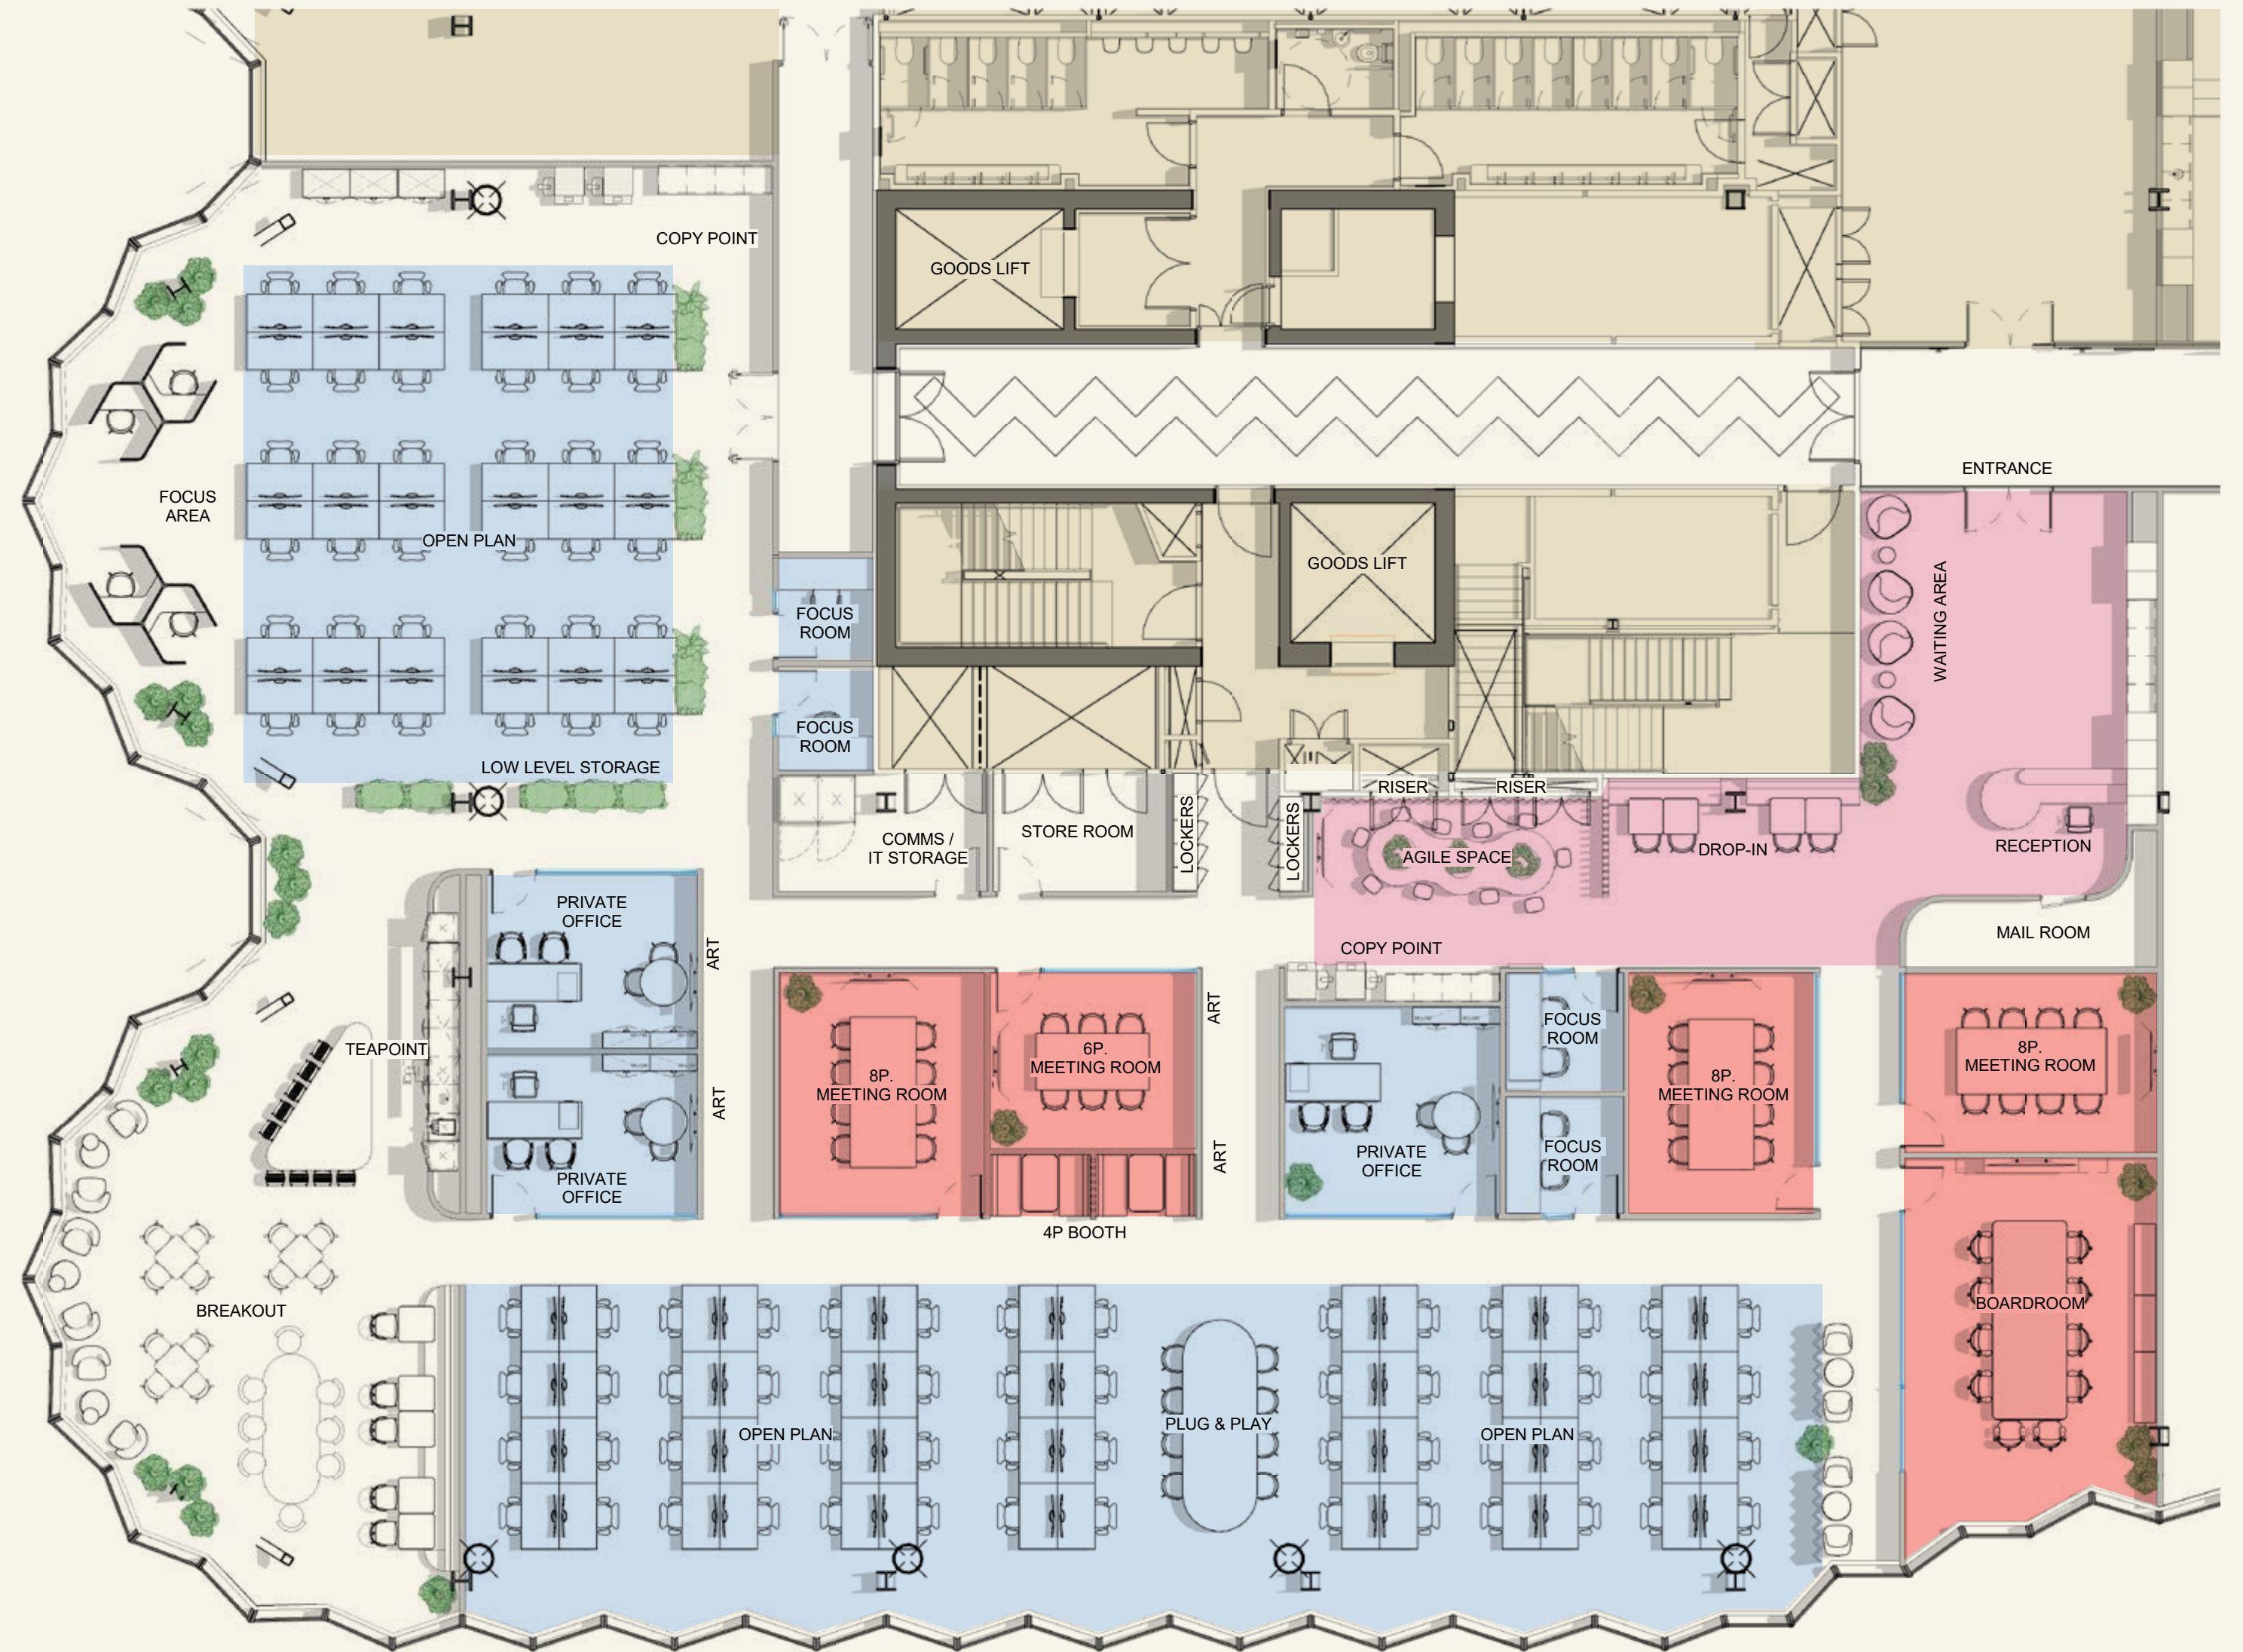 COPY POINT
GOODS LIFT
ENTRANCE
FOCUS
AREA
OPEN PLAN
GOODS LIFT
WAITING AREA
FOCUS
ROOM
FOCUS
ROOM
LOW LEVEL STORAGE
RISER
RISER
COMMS /
IT STORAGE
STORE ROOM
LOCKERS
LOCKERS
AGILE SPACE
DROP-IN
RECEPTION
PRIVATE
OFFICE
ART
COPY POINT
MAIL ROOM
TEAPOINT
ART
8P.
MEETING ROOM
6P.
MEETING ROOM
ART
FOCUS
ROOM
8P.
MEETING ROOM
8P.
MEETING ROOM
PRIVATE
OFFICE
ART
PRIVATE
OFFICE
FOCUS
ROOM
4P BOOTH
BREAKOUT
BOARDROOM
OPEN PLAN
PLUG & PLAY
OPEN PLAN